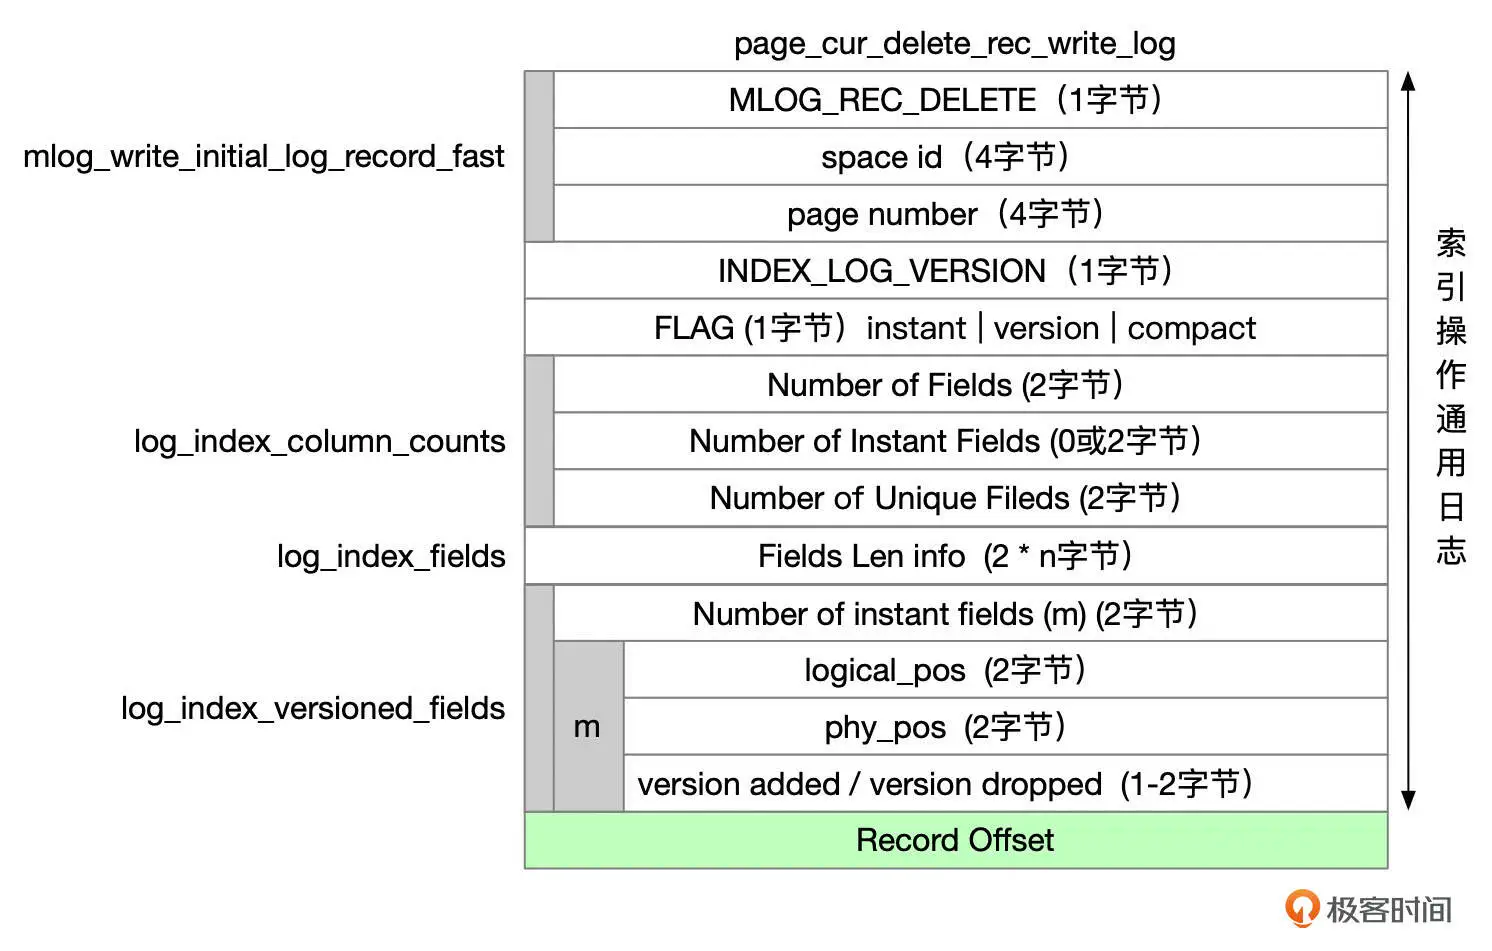 page_cur_delete_rec_write_log
MLOG_REC_DELETE（1字节）
mlog_write_initial_log_record_fast
space id（4字节）
page number（4字节）
INDEX_LOG_VERSION（1字节）
FLAG (1字节）instant | version | compact
Number of Fields (2字节）
log_index_column_counts
Number of Instant Fields (0或2字节）
Number of Unique Fileds (2字节）
log_index_fields
Fields Len info（2 * n字节）
Number of instant fields (m) (2字节）
log_index_versioned_fields
m
logical_pos（2字节）
phy_pos（2字节）
version added / version dropped（1-2字节）
索引操作通用日志
Record Offset
极客时间